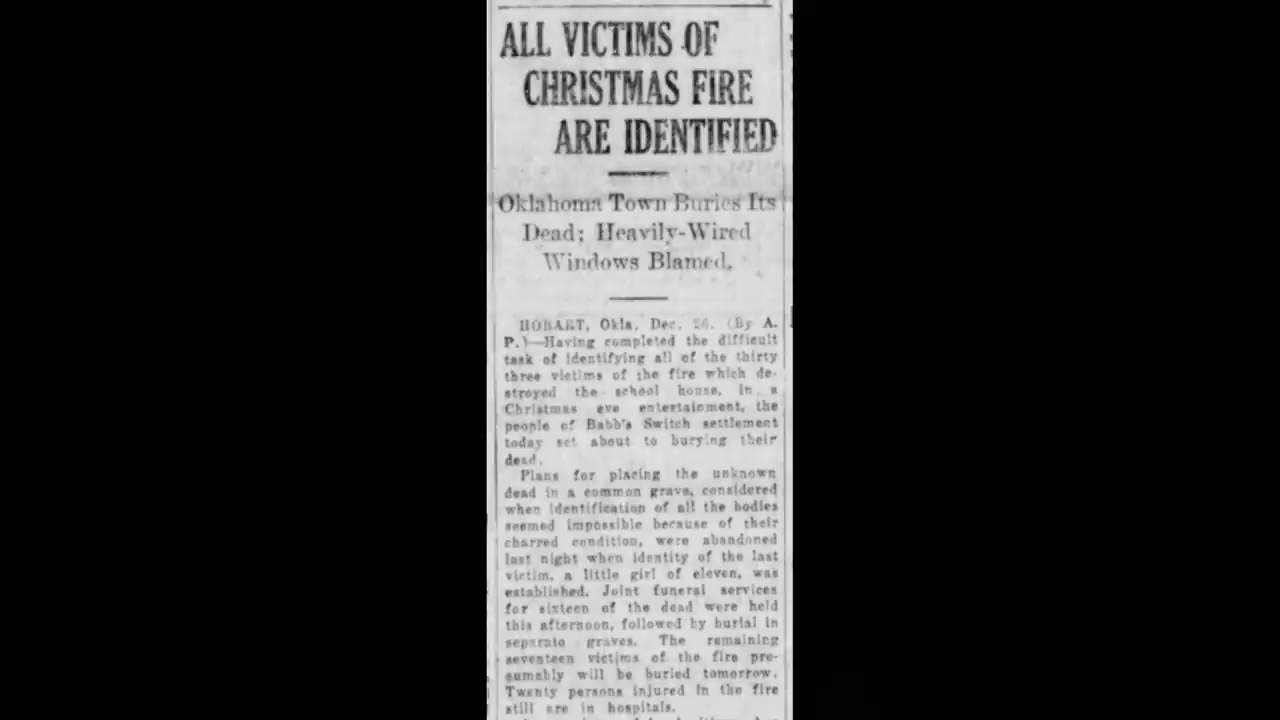 ALL VICTIMS OF
CHRISTMAS FIRE
ARE IDENTIFIED
Oklahoma Town Buries Its
Dead; Heavily-Wired
Windows Blamed.
HOBART, Okla. Dec. 26. (By A.
P.)—Having completed the difficult
task of identifying all of the thirty
three victims of the fire which de-
stroyed the school house, in a
Christmas eve entertainment, the
people of Babb's Switch settlement
today set about to burying their
dead.
Plans for placing the unknown
dead in a common grave, considered
when identification of all the bodies
seemed impossible because of their
charred condition, were abandoned
last night when identity of the last
victim, a little girl of eleven, was
established. Joint funeral services
for sixteen of the dead were held
this afternoon, followed by burial in
separate graves. The remaining
seventeen victims of the fire pre-
sumably will be buried tomorrow.
Twenty persons injured in the fire
still are in hospitals.